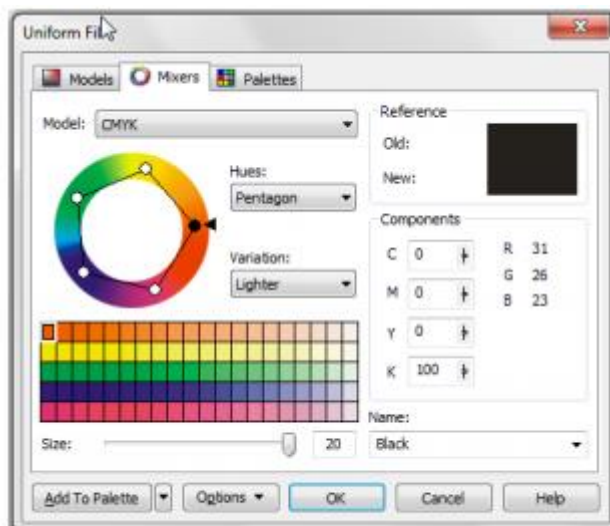 Uniform Fill
Models Mixers Palettes
Model: CMYK
Hues:
Pentagon
Variation:
Lighter
Size: 20
Reference
Old:
New:
Components
C 0 R 31
M 0 G 26
Y 0 B 23
K 100
Name:
Black
Add To Palette Options OK Cancel Help